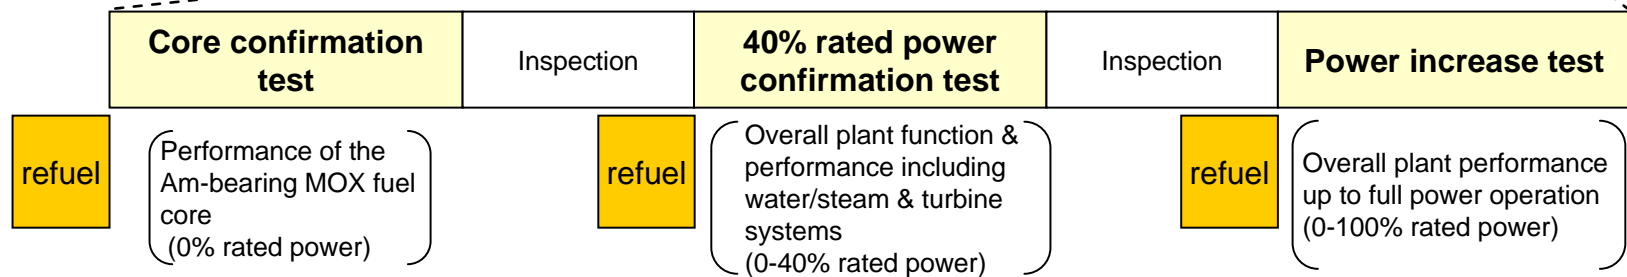 Core confirmation
test
Inspection
40% rated power
confirmation test
Inspection
Power increase test
refuel
Performance of the
Am-bearing MOX fuel
core
(0% rated power)
refuel
Overall plant function &
performance including
water/steam & turbine
systems
(0-40% rated power)
refuel
Overall plant performance
up to full power operation
(0-100% rated power)